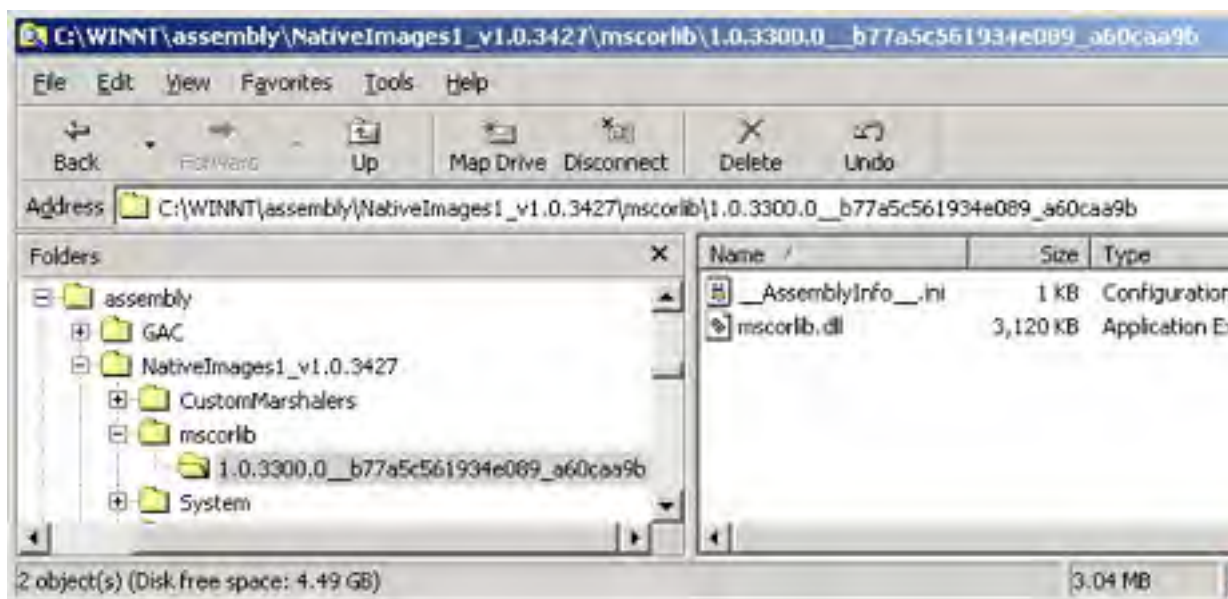 C:\WINNT\assembly\NativeImages1_v1.0.3427\mscorlib\1.0.3300.0__b77a5c561934e089_a60caa9b
File Edit View Favorites Tools Help
Back Forward Up Map Drive Disconnect Delete Undo
Address C:\WINNT\assembly\NativeImages1_v1.0.3427\mscorlib\1.0.3300.0__b77a5c561934e089_a60caa9b
Folders
assembly
GAC
NativeImages1_v1.0.3427
CustomMarshalers
mscorlib
1.0.3300.0__b77a5c561934e089_a60caa9b
System
Name Size Type
__AssemblyInfo__.ini 1 KB Configuration
mscorlib.dll 3,120 KB Application E
2 object(s) (Disk free space: 4.49 GB) 3.04 MB